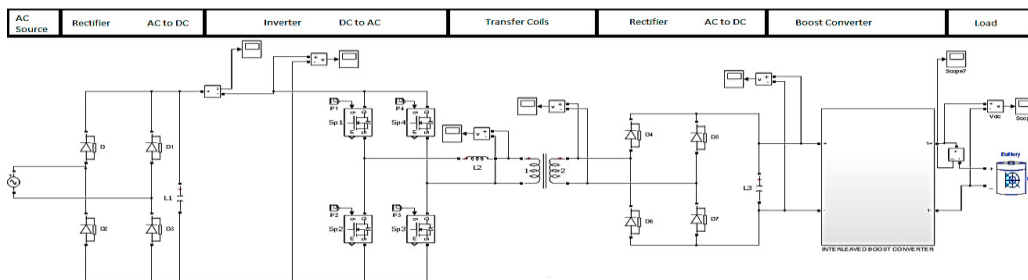 AC Source
Rectifier AC to DC
Inverter DC to AC
Transfer Coils
Rectifier AC to DC
Boost Converter
Load
Scope7
Vdc
Battery
P1
P4
Sp1
Sp4
D
D1
D4
D5
L2
1
2
L1
L3
D2
D3
P2
P3
Sp2
Sp3
D6
D7
INTERLEAVED BOOST CONVERTER